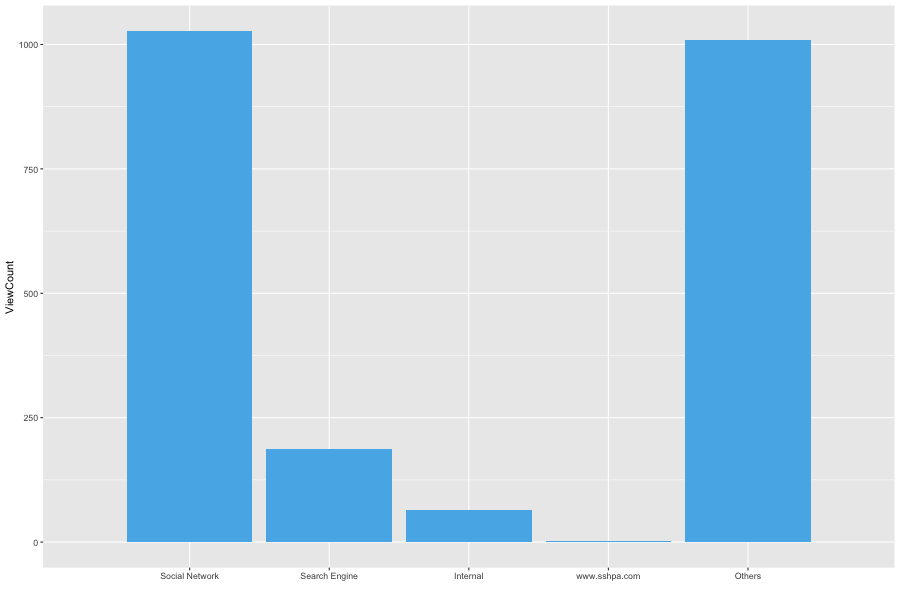 1000
750
500
250
0
ViewCount
Social Network
Search Engine
Internal
www.sshpa.com
Others